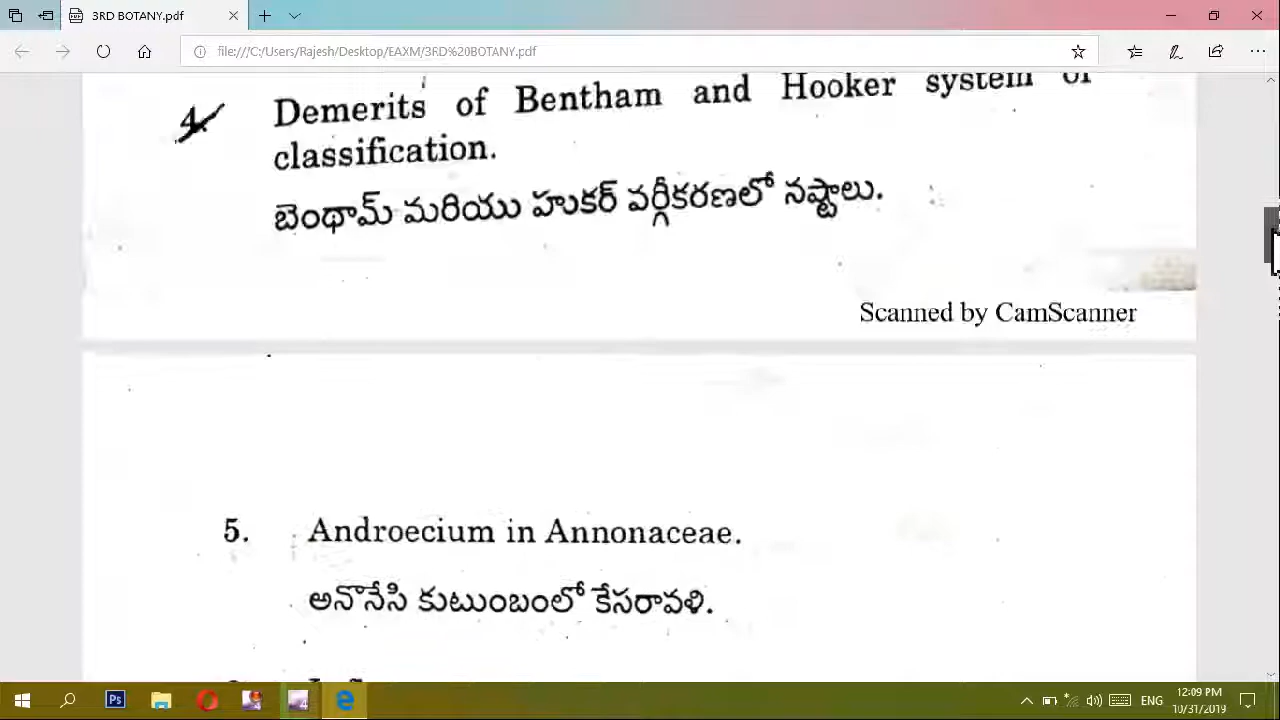 3RD BOTANY.pdf
file:///C:/Users/Rajesh/Desktop/EAXM/3RD%20BOTANY.pdf
4. Demerits of Bentham and Hooker system of
classification.
బెంథామ్ మరియు హుకర్ వర్గీకరణలో నష్టాలు.
Scanned by CamScanner
5. Androecium in Annonaceae.
అనొనేసి కుటుంబంలో కేసరావళి.
ENG
12:09 PM
10/31/2019